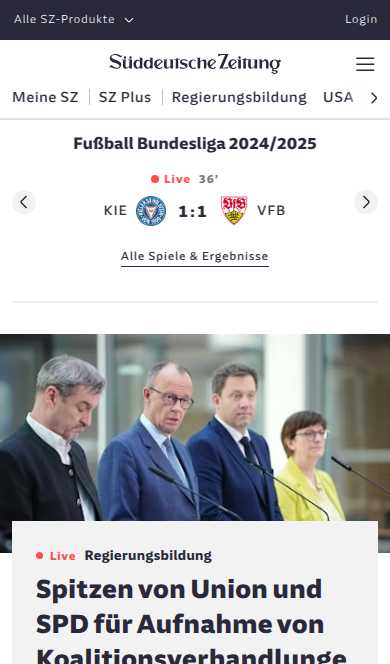 Alle SZ-Produkte
Login
Süddeutsche Zeitung
Meine SZ
SZ Plus
Regierungsbildung
USA
Fußball Bundesliga 2024/2025
Live 36'
KIE 1:1 VFB
Alle Spiele & Ergebnisse
Live Regierungsbildung
Spitzen von Union und
SPD für Aufnahme von
Koalitionsverhandlunge